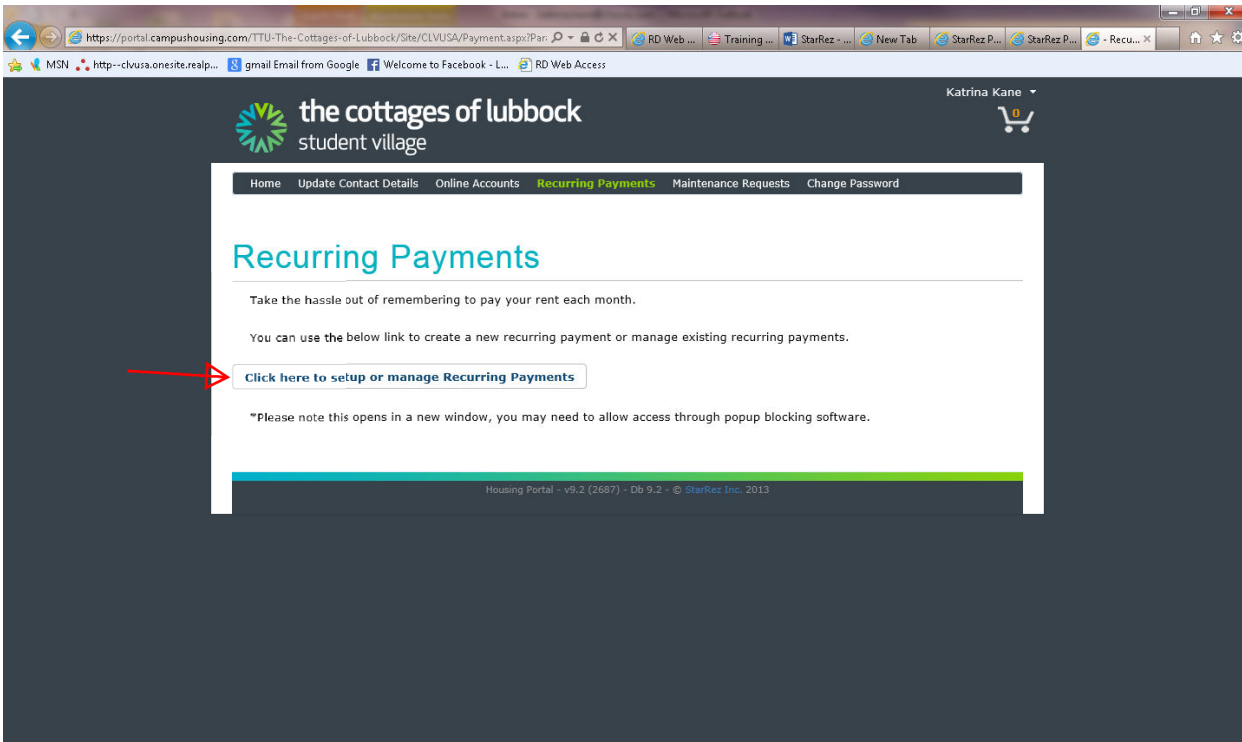 https://portal.campushousing.com/TTU-The-Cottages-of-Lubbock/Site/CLVUSA/Payment.aspx?Par
RD Web ...
Training ...
StarRez - ...
New Tab
StarRez P...
StarRez P...
- Recu...
MSN
http--clvusa.onesite.realp...
gmail Email from Google
Welcome to Facebook - L...
RD Web Access
Katrina Kane
the cottages of lubbock
student village
0
Home Update Contact Details Online Accounts Recurring Payments Maintenance Requests Change Password
Recurring Payments
Take the hassle out of remembering to pay your rent each month.
You can use the below link to create a new recurring payment or manage existing recurring payments.
Click here to setup or manage Recurring Payments
*Please note this opens in a new window, you may need to allow access through popup blocking software.
Housing Portal - v9.2 (2687) - Db 9.2 - © StarRez Inc. 2013